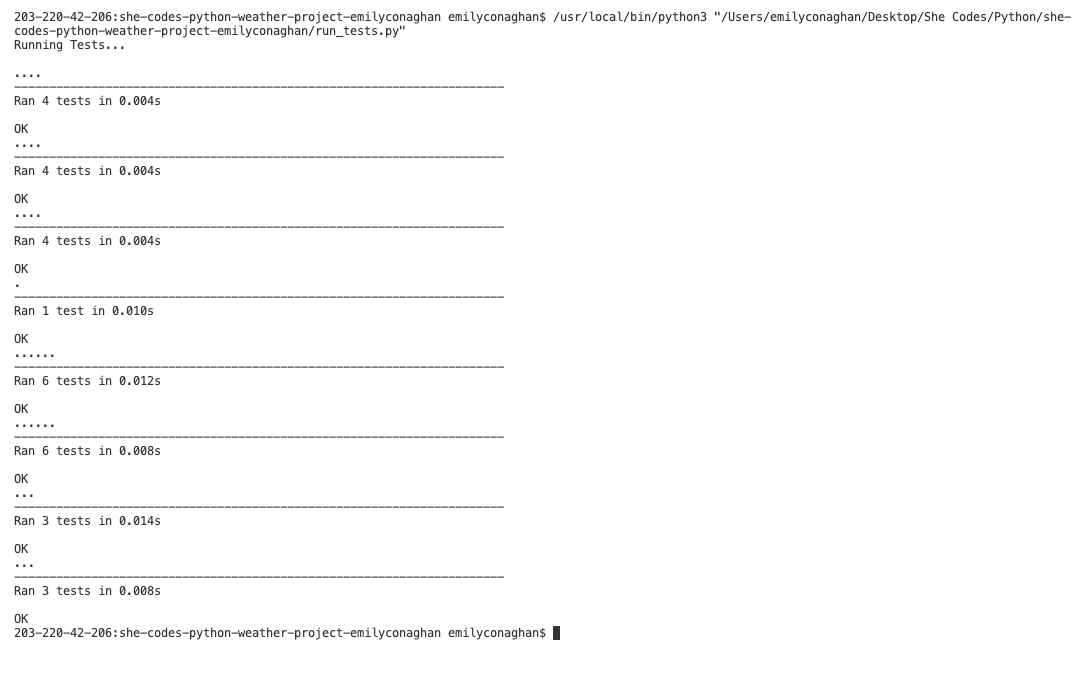 203-220-42-206:she-codes-python-weather-project-emilyconaghan emilyconaghan$ /usr/local/bin/python3 "/Users/emilyconaghan/Desktop/She Codes/Python/she-
codes-python-weather-project-emilyconaghan/run_tests.py"
Running Tests...
....
----------------------------------------------------------------------
Ran 4 tests in 0.004s
OK
....
----------------------------------------------------------------------
Ran 4 tests in 0.004s
OK
....
----------------------------------------------------------------------
Ran 4 tests in 0.004s
OK
.
----------------------------------------------------------------------
Ran 1 test in 0.010s
OK
......
----------------------------------------------------------------------
Ran 6 tests in 0.012s
OK
......
----------------------------------------------------------------------
Ran 6 tests in 0.008s
OK
...
----------------------------------------------------------------------
Ran 3 tests in 0.014s
OK
...
----------------------------------------------------------------------
Ran 3 tests in 0.008s
OK
203-220-42-206:she-codes-python-weather-project-emilyconaghan emilyconaghan$